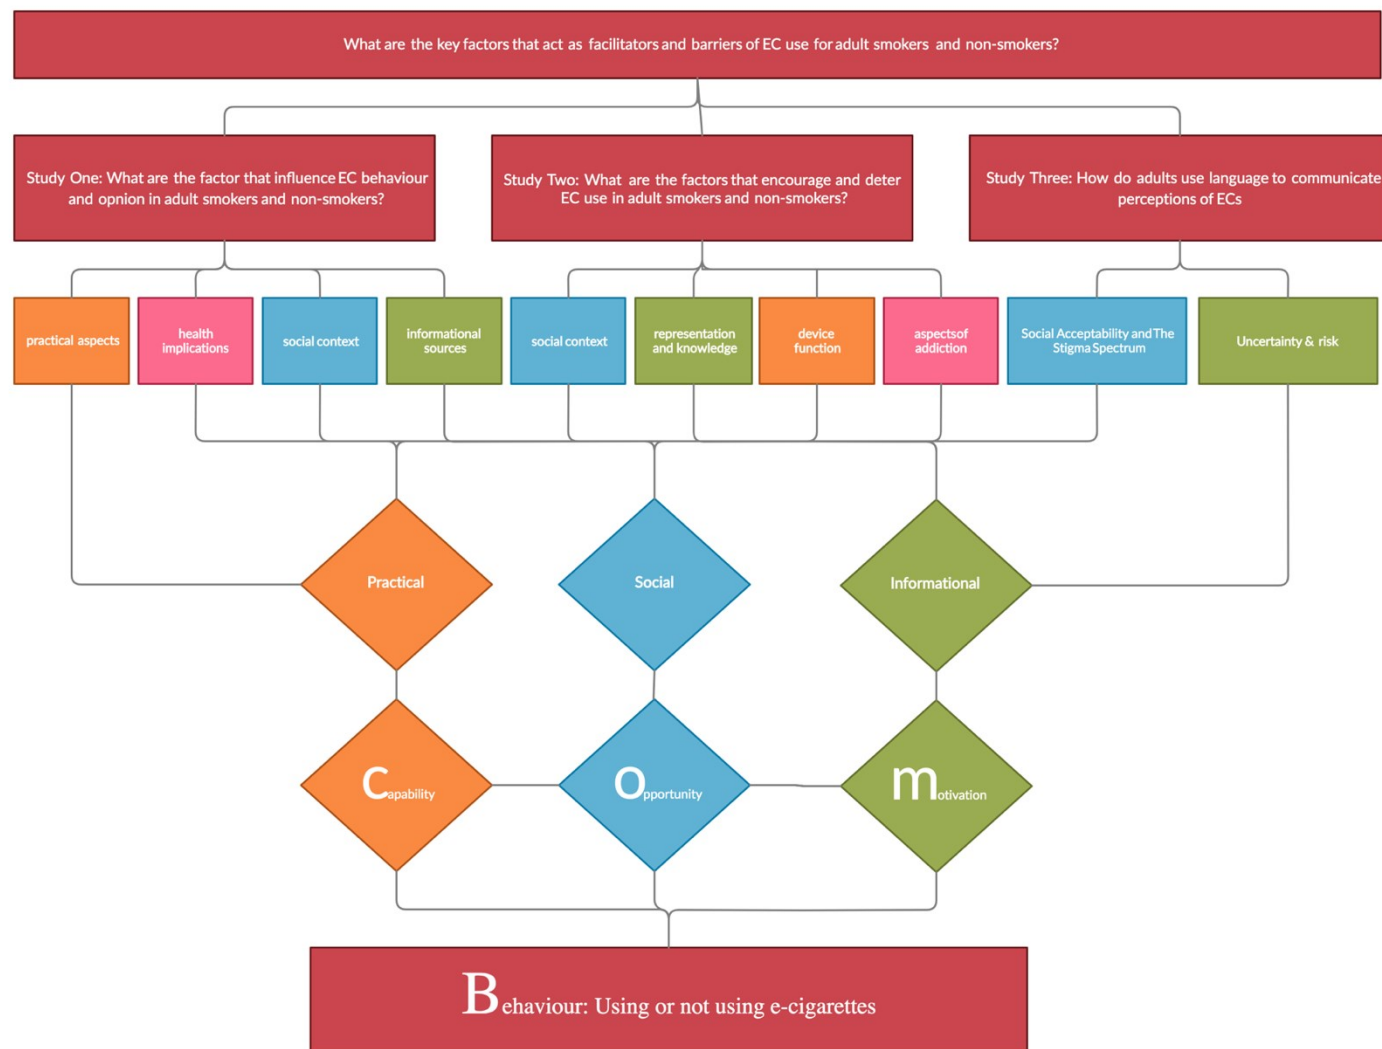 What are the key factors that act as facilitators and barriers of EC use for adult smokers and non-smokers?
Study One: What are the factor that influence EC behaviour
and opnion in adult smokers and non-smokers?
Study Two: What are the factors that encourage and deter
EC use in adult smokers and non-smokers?
Study Three: How do adults use language to communicate
perceptions of ECs
practical aspects
health
implications
social context
informational
sources
social context
representation
and knowledge
device
function
aspectsof
addiction
Social Acceptability and The
Stigma Spectrum
Uncertainty & risk
Practical
Social
Informational
Capability
Opportunity
motivation
Behaviour: Using or not using e-cigarettes